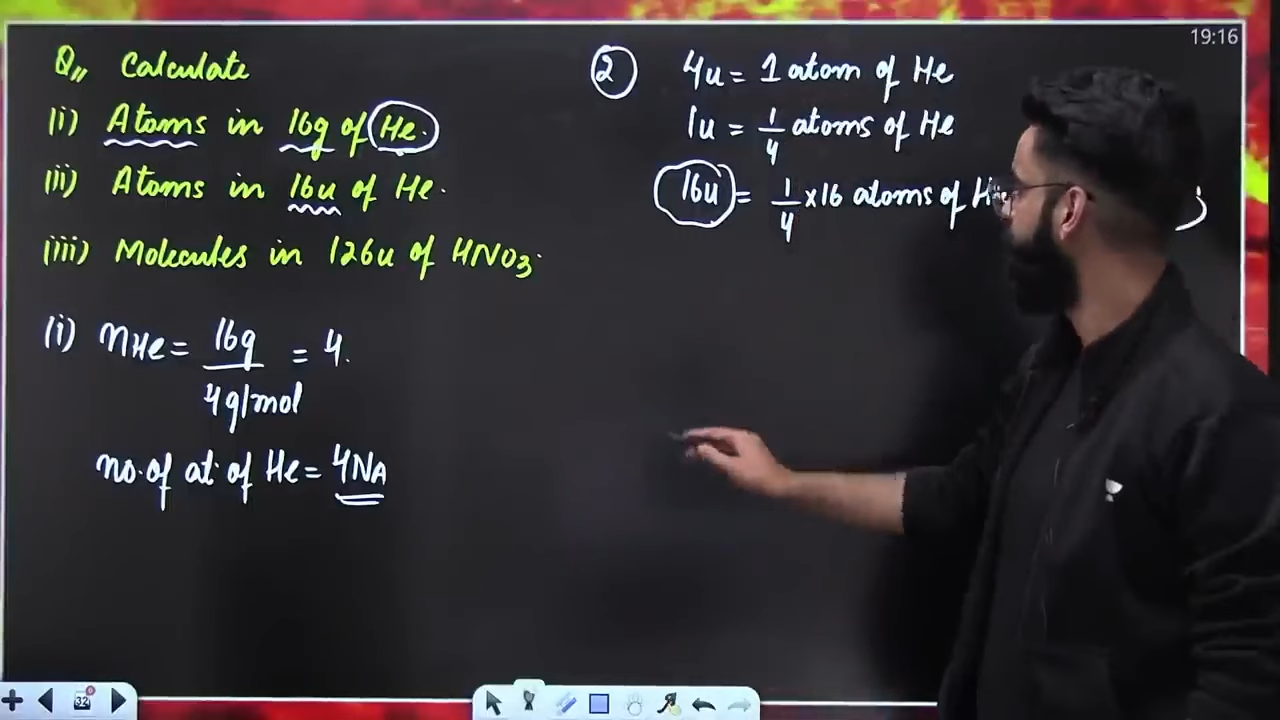 19:16
Q,, Calculate
(i) Atoms in 16g of He.
(ii) Atoms in 16u of He.
(iii) Molecules in 126u of HNO3.
(i) nHe = 16g / 4g/mol = 4.
no. of at. of He = 4NA
② 4u = 1 atom of He
1u = 1/4 atoms of He
16u = 1/4 × 16 atoms of
32